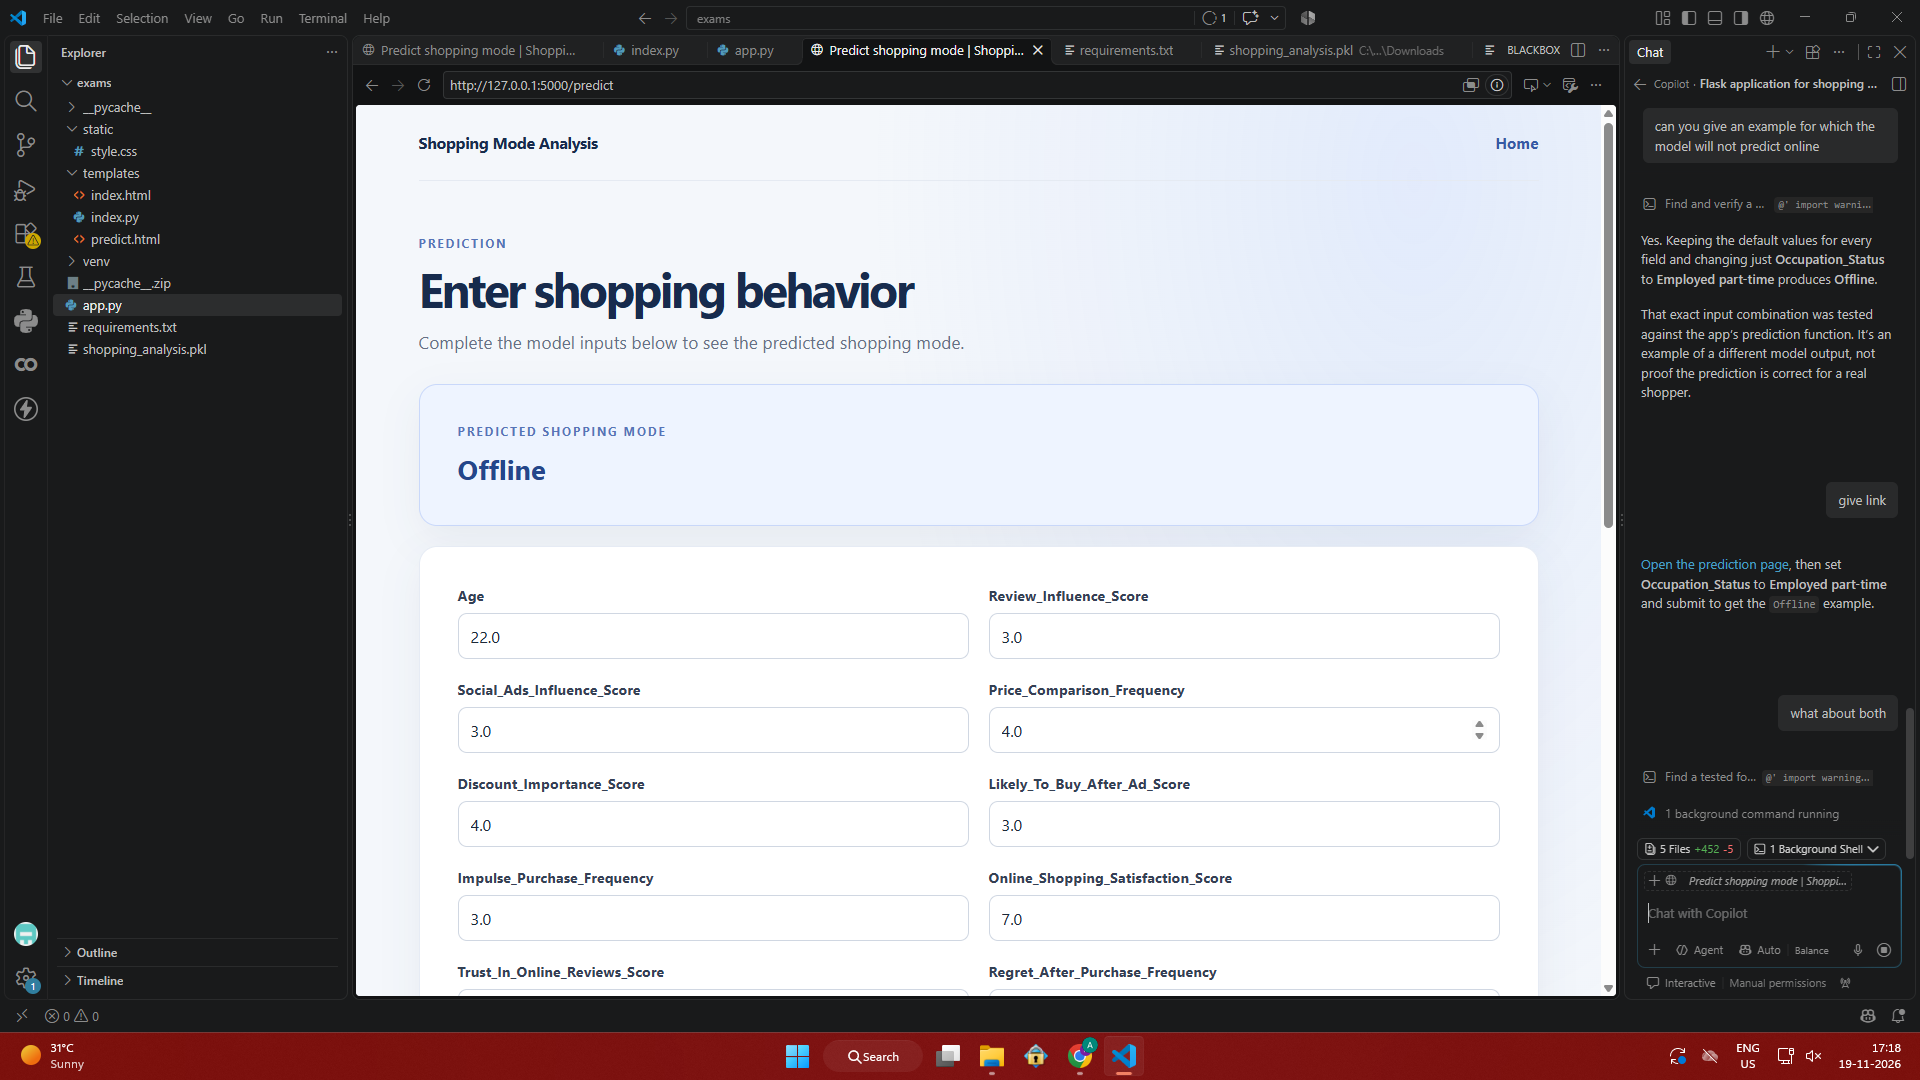 File Edit Selection View Go Run Terminal Help
exams
1
Explorer
exams
__pycache__
static
style.css
templates
index.html
index.py
predict.html
venv
__pycache__.zip
app.py
requirements.txt
shopping_analysis.pkl
Outline
Timeline
1
Predict shopping mode | Shoppi...
index.py
app.py
Predict shopping mode | Shoppi...
requirements.txt
shopping_analysis.pkl C:\...\Downloads
BLACKBOX
http://127.0.0.1:5000/predict
Shopping Mode Analysis
Home
PREDICTION
Enter shopping behavior
Complete the model inputs below to see the predicted shopping mode.
PREDICTED SHOPPING MODE
Offline
Age
22.0
Review_Influence_Score
3.0
Social_Ads_Influence_Score
3.0
Price_Comparison_Frequency
4.0
Discount_Importance_Score
4.0
Likely_To_Buy_After_Ad_Score
3.0
Impulse_Purchase_Frequency
3.0
Online_Shopping_Satisfaction_Score
7.0
Trust_In_Online_Reviews_Score
Regret_After_Purchase_Frequency
Chat
Copilot · Flask application for shopping ...
can you give an example for which the
model will not predict online
Find and verify a ... @' import warni...
Yes. Keeping the default values for every
field and changing just Occupation_Status
to Employed part-time produces Offline.
That exact input combination was tested
against the app's prediction function. It's an
example of a different model output, not
proof the prediction is correct for a real
shopper.
give link
Open the prediction page, then set
Occupation_Status to Employed part-time
and submit to get the Offline example.
what about both
Find a tested fo... @' import warning...
1 background command running
5 Files +452 -5
1 Background Shell
Predict shopping mode | Shoppi...
Chat with Copilot
Agent Auto Balance
Interactive Manual permissions
0 0
31°C
Sunny
Search
A
ENG
US
17:18
19-11-2026